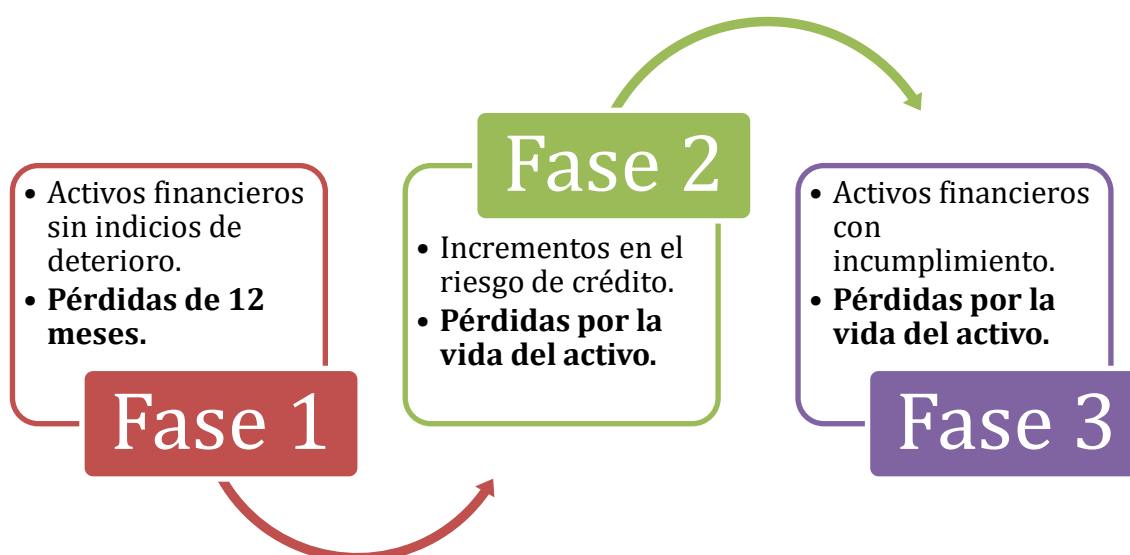 • Activos financieros
sin indicios de
deterioro.
• Pérdidas de 12
meses.
Fase 1
Fase 2
• Incrementos en el
riesgo de crédito.
• Pérdidas por la
vida del activo.
• Activos financieros
con
incumplimiento.
• Pérdidas por la
vida del activo.
Fase 3